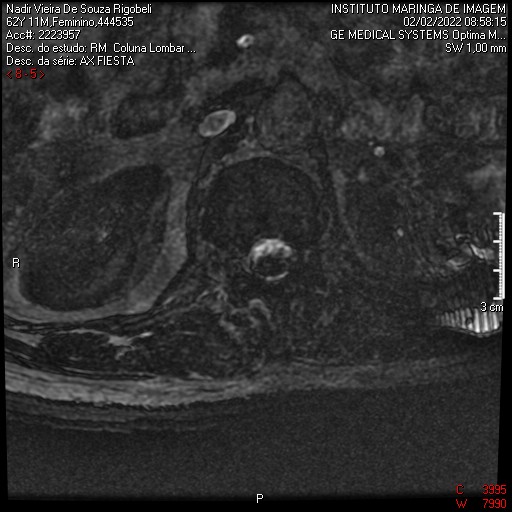 Nadir Vieira De Souza Rigobeli
62Y 11M,Feminino,444535
Acc#: 2223957
Desc. do estudo: RM Coluna Lombar ...
Desc. da série: AX FIESTA
< 8 5 >
INSTITUTO MARINGA DE IMAGEM
02/02/2022 08:58:15
GE MEDICAL SYSTEMS Optima M...
SW 1,00 mm
R
3 cm
P
C 3995
W 7990